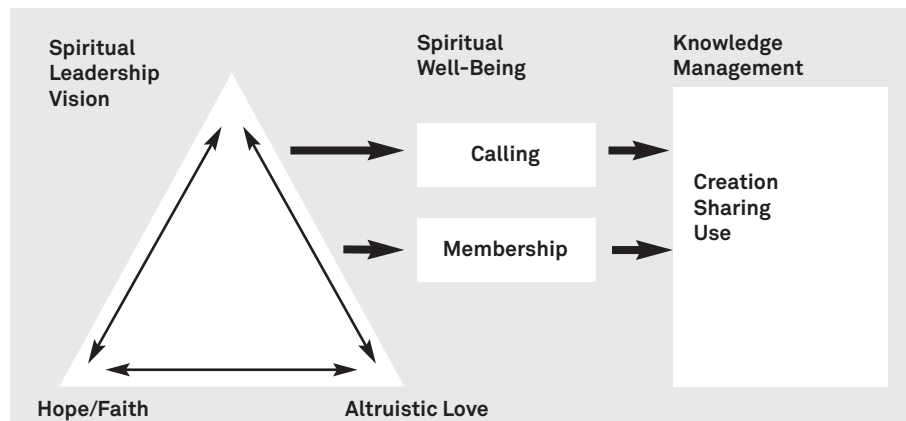 Spiritual
Leadership
Vision
Spiritual
Well-Being
Knowledge
Management
Calling
Membership
Creation
Sharing
Use
Hope/Faith
Altruistic Love